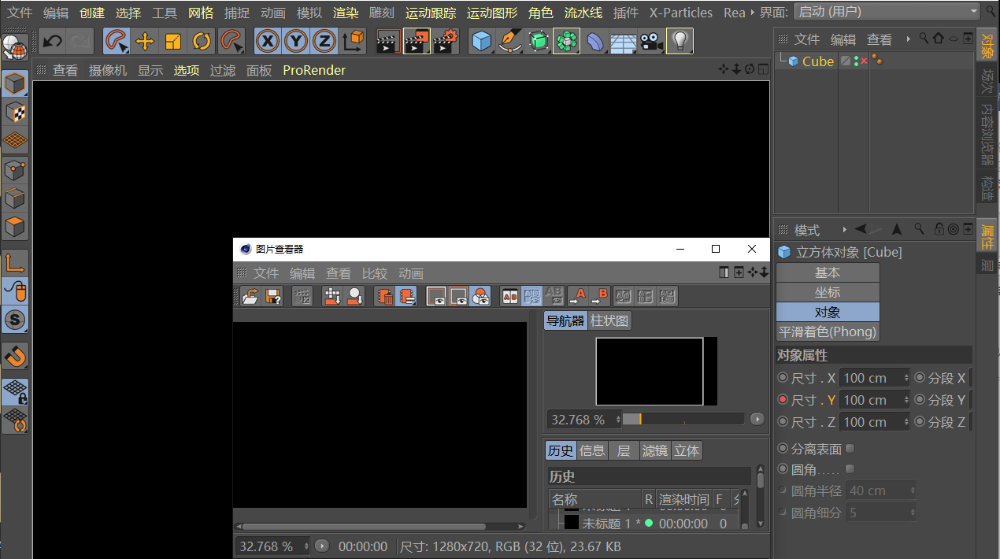 文件 编辑 创建 选择 工具 网格 捕捉 动画 模拟 渲染 雕刻 运动跟踪 运动图形 角色 流水线 插件 X-Particles Rea 界面: 启动 (用户)
X Y Z
查看 摄像机 显示 选项 过滤 面板 ProRender
文件 编辑 查看
Cube
对象
场次
内容浏览器
构造
模式
属性
层
立方体对象 [Cube]
基本
坐标
对象
平滑着色(Phong)
对象属性
尺寸 . X 100 cm 分段 X
尺寸 . Y 100 cm 分段 Y
尺寸 . Z 100 cm 分段 Z
分离表面
圆角.....
圆角半径 40 cm
圆角细分 5
S
图片查看器
文件 编辑 查看 比较 动画
导航器 柱状图
32.768 %
历史 信息 层 滤镜 立体
历史
名称 R 渲染时间 F
未标题 1 * 00:00:00 0
32.768 % 00:00:00 尺寸: 1280x720, RGB (32 位), 23.67 KB